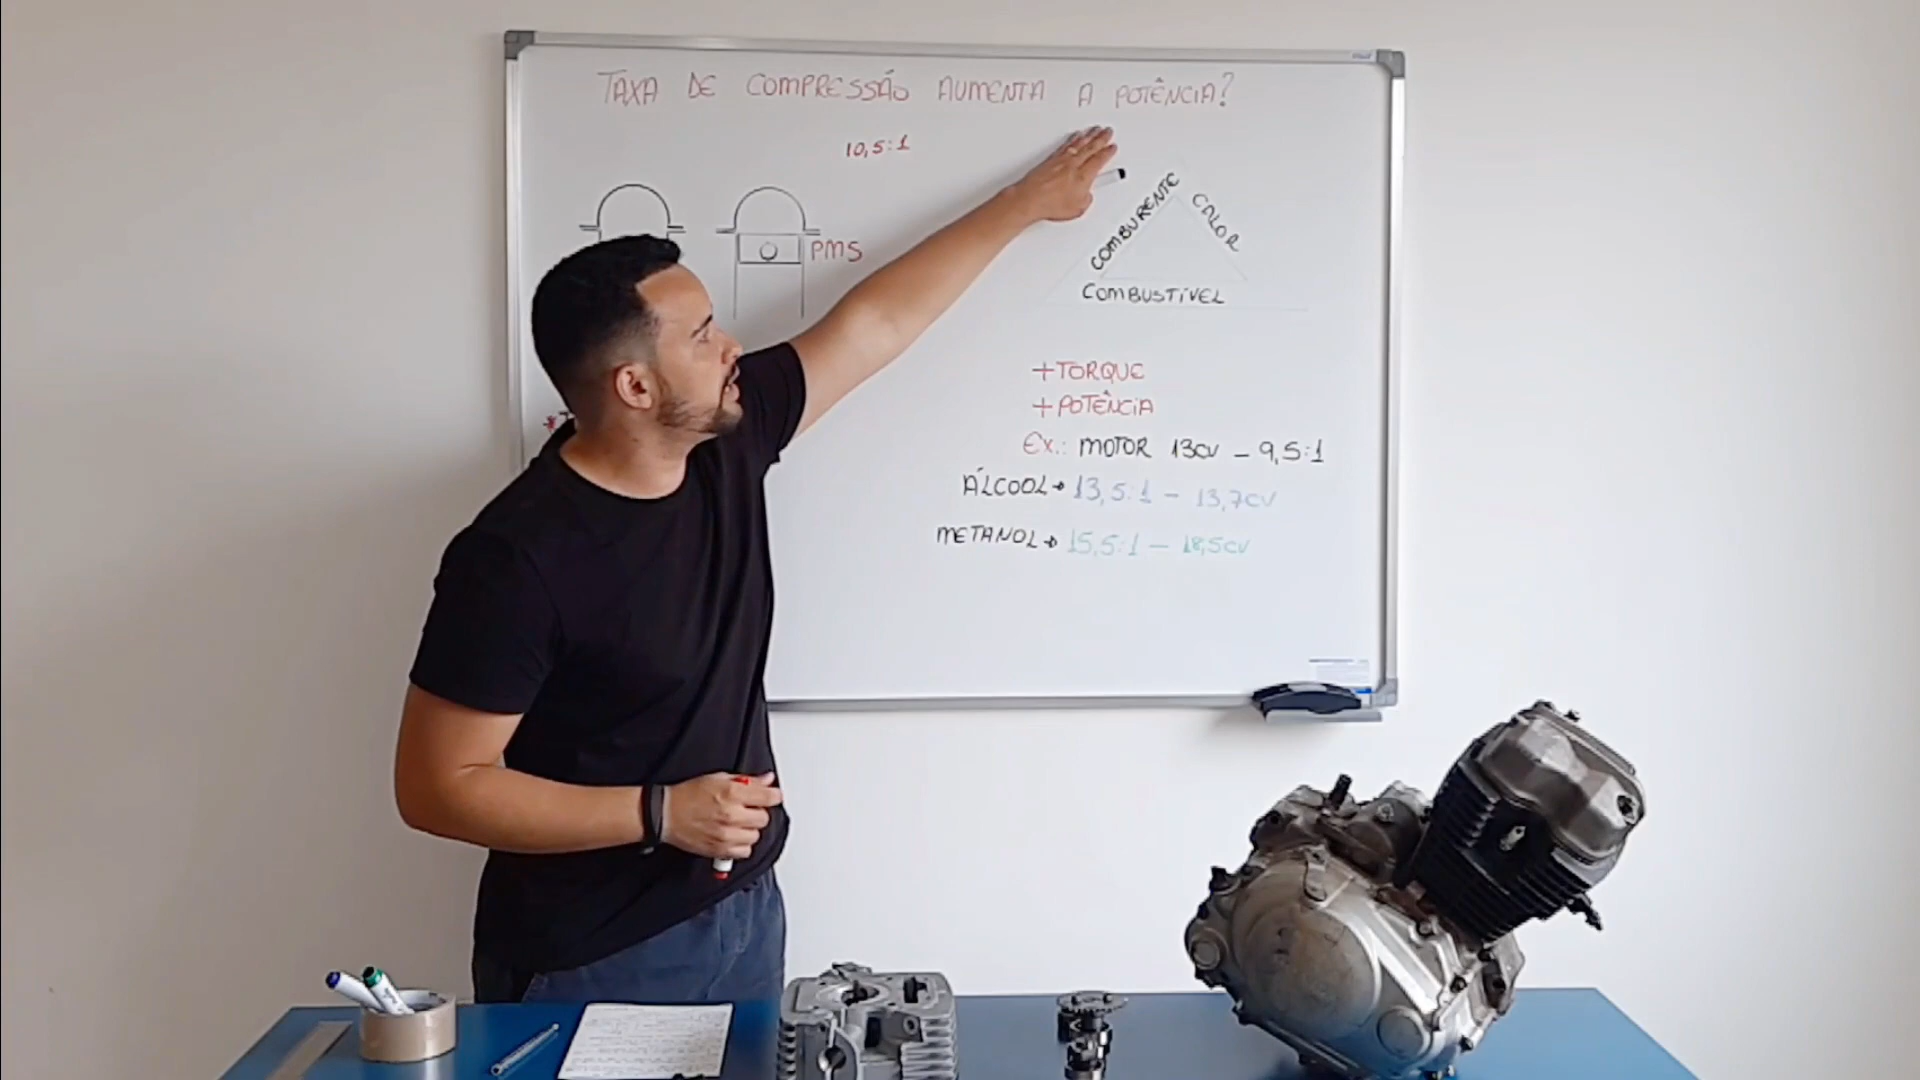 TAXA DE COMPRESSÃO AUMENTA A POTÊNCIA?
10,5:1
PMS
COMBURENTE
CALOR
COMBUSTÍVEL
+TORQUE
+POTÊNCIA
Ex.: MOTOR 13CV - 9,5:1
ÁLCOOL → 13,5:1 - 13,7CV
METANOL → 15,5:1 - 18,5CV